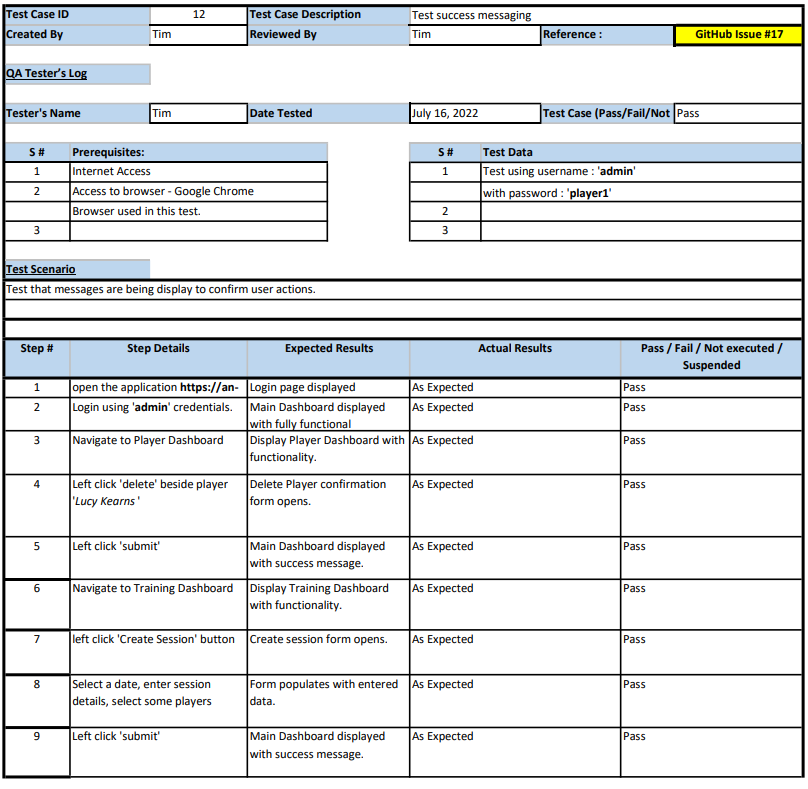 Test Case ID 12 Test Case Description Test success messaging
Created By Tim Reviewed By Tim Reference : GitHub Issue #17
QA Tester's Log
Tester's Name Tim Date Tested July 16, 2022 Test Case (Pass/Fail/Not Pass
S # Prerequisites: S # Test Data
1 Internet Access 1 Test using username : 'admin'
2 Access to browser - Google Chrome with password : 'player1'
Browser used in this test. 2
3 3
Test Scenario
Test that messages are being display to confirm user actions.
Step # Step Details Expected Results Actual Results Pass / Fail / Not executed /
Suspended
1 open the application https://an- Login page displayed As Expected Pass
2 Login using 'admin' credentials. Main Dashboard displayed As Expected Pass
with fully functional
3 Navigate to Player Dashboard Display Player Dashboard with As Expected Pass
functionality.
4 Left click 'delete' beside player Delete Player confirmation As Expected Pass
'Lucy Kearns ' form opens.
5 Left click 'submit' Main Dashboard displayed As Expected Pass
with success message.
6 Navigate to Training Dashboard Display Training Dashboard As Expected Pass
with functionality.
7 left click 'Create Session' button Create session form opens. As Expected Pass
8 Select a date, enter session Form populates with entered As Expected Pass
details, select some players data.
9 Left click 'submit' Main Dashboard displayed As Expected Pass
with success message.